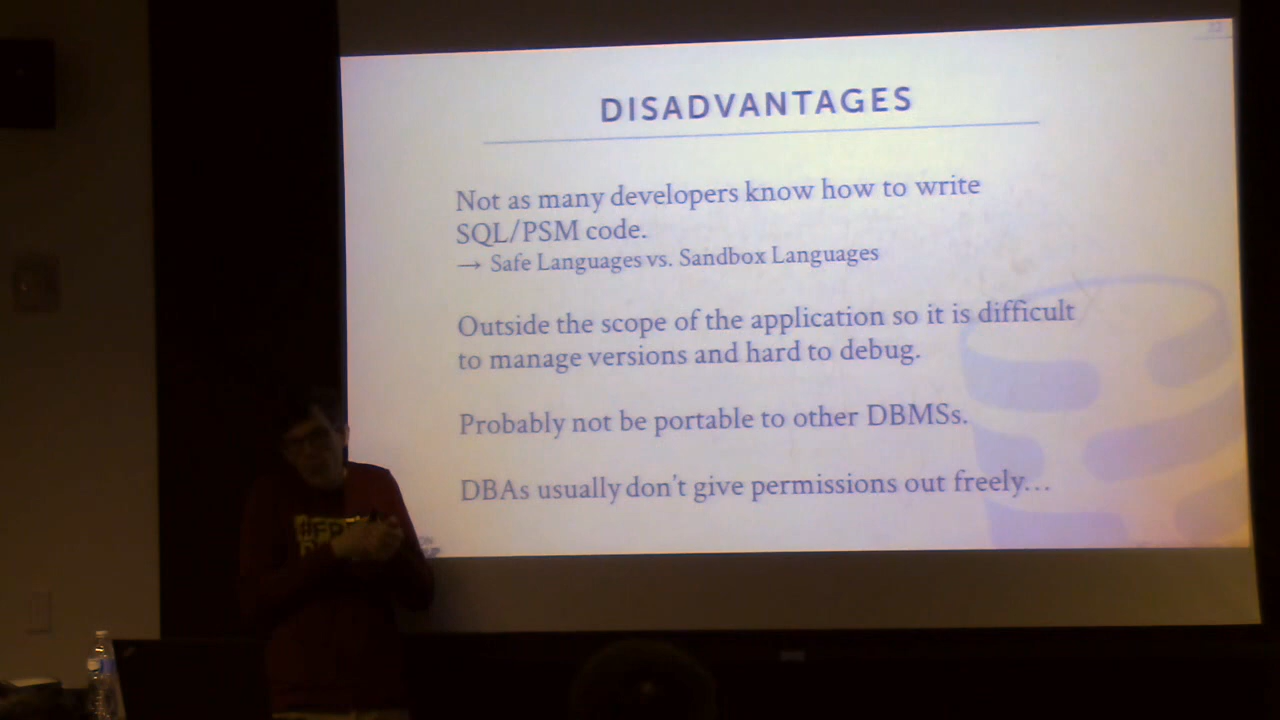 DISADVANTAGES
Not as many developers know how to write
SQL/PSM code.
→ Safe Languages vs. Sandbox Languages
Outside the scope of the application so it is difficult
to manage versions and hard to debug.
Probably not be portable to other DBMSs.
DBAs usually don't give permissions out freely…